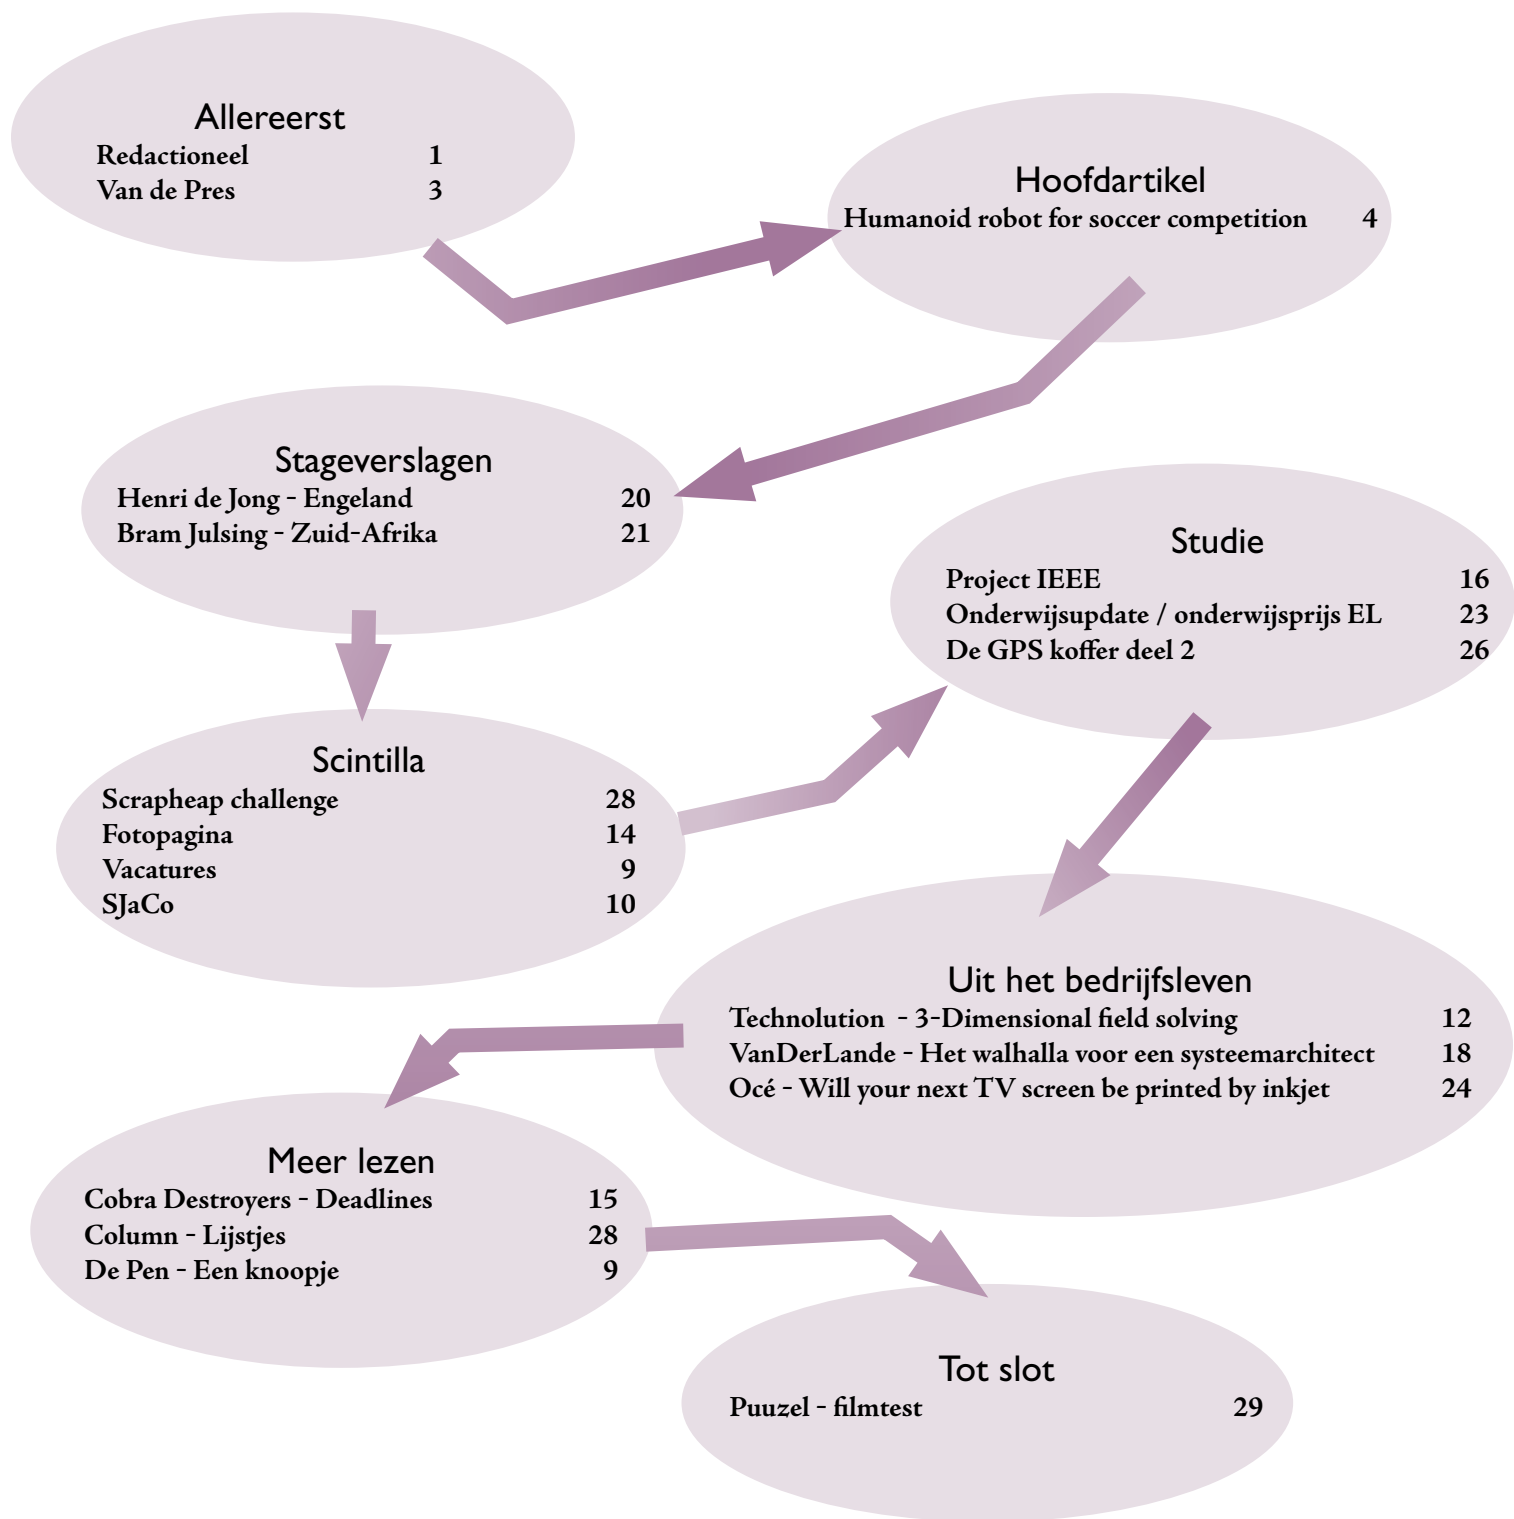 Allereerst
Redactioneel 1
Van de Pres 3
Hoofdartikel
Humanoid robot for soccer competition 4
Stageverslagen
Henri de Jong - Engeland 20
Bram Julsing - Zuid-Afrika 21
Scintilla
Scrapheap challenge 28
Fotopagina 14
Vacatures 9
SJaCo 10
Studie
Project IEEE 16
Onderwijsupdate / onderwijsprijs EL 23
De GPS koffer deel 2 26
Uit het bedrijfsleven
Technolution - 3-Dimensional field solving 12
VanDerLande - Het walhalla voor een systeemarchitect 18
Océ - Will your next TV screen be printed by inkjet 24
Meer lezen
Cobra Destroyers - Deadlines 15
Column - Lijstjes 28
De Pen - Een knoopje 9
Tot slot
Puuzel - filmtest 29